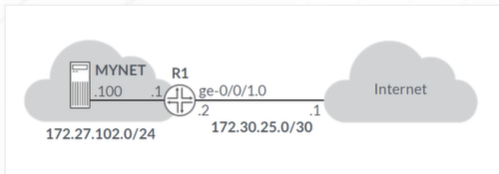 MYNET
R1
.100
.1
ge-0/0/1.0
Internet
.2
.1
172.27.102.0/24
172.30.25.0/30